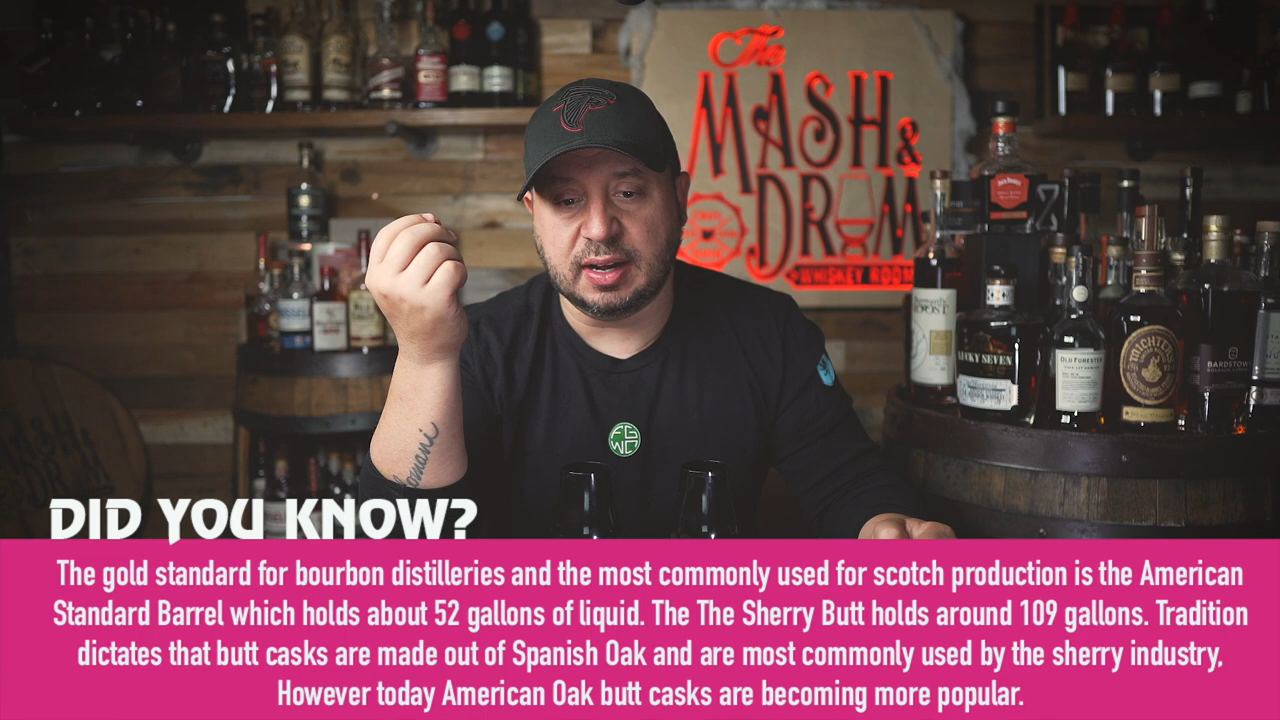 The
MASH &
DRAM
WHISKEY ROOM
LUCKY SEVEN
OLD FORESTER
MICHTER'S
BARDSTOWN
FG
WC
omani
DID YOU KNOW?
The gold standard for bourbon distilleries and the most commonly used for scotch production is the American
Standard Barrel which holds about 52 gallons of liquid. The The Sherry Butt holds around 109 gallons. Tradition
dictates that butt casks are made out of Spanish Oak and are most commonly used by the sherry industry,
However today American Oak butt casks are becoming more popular.